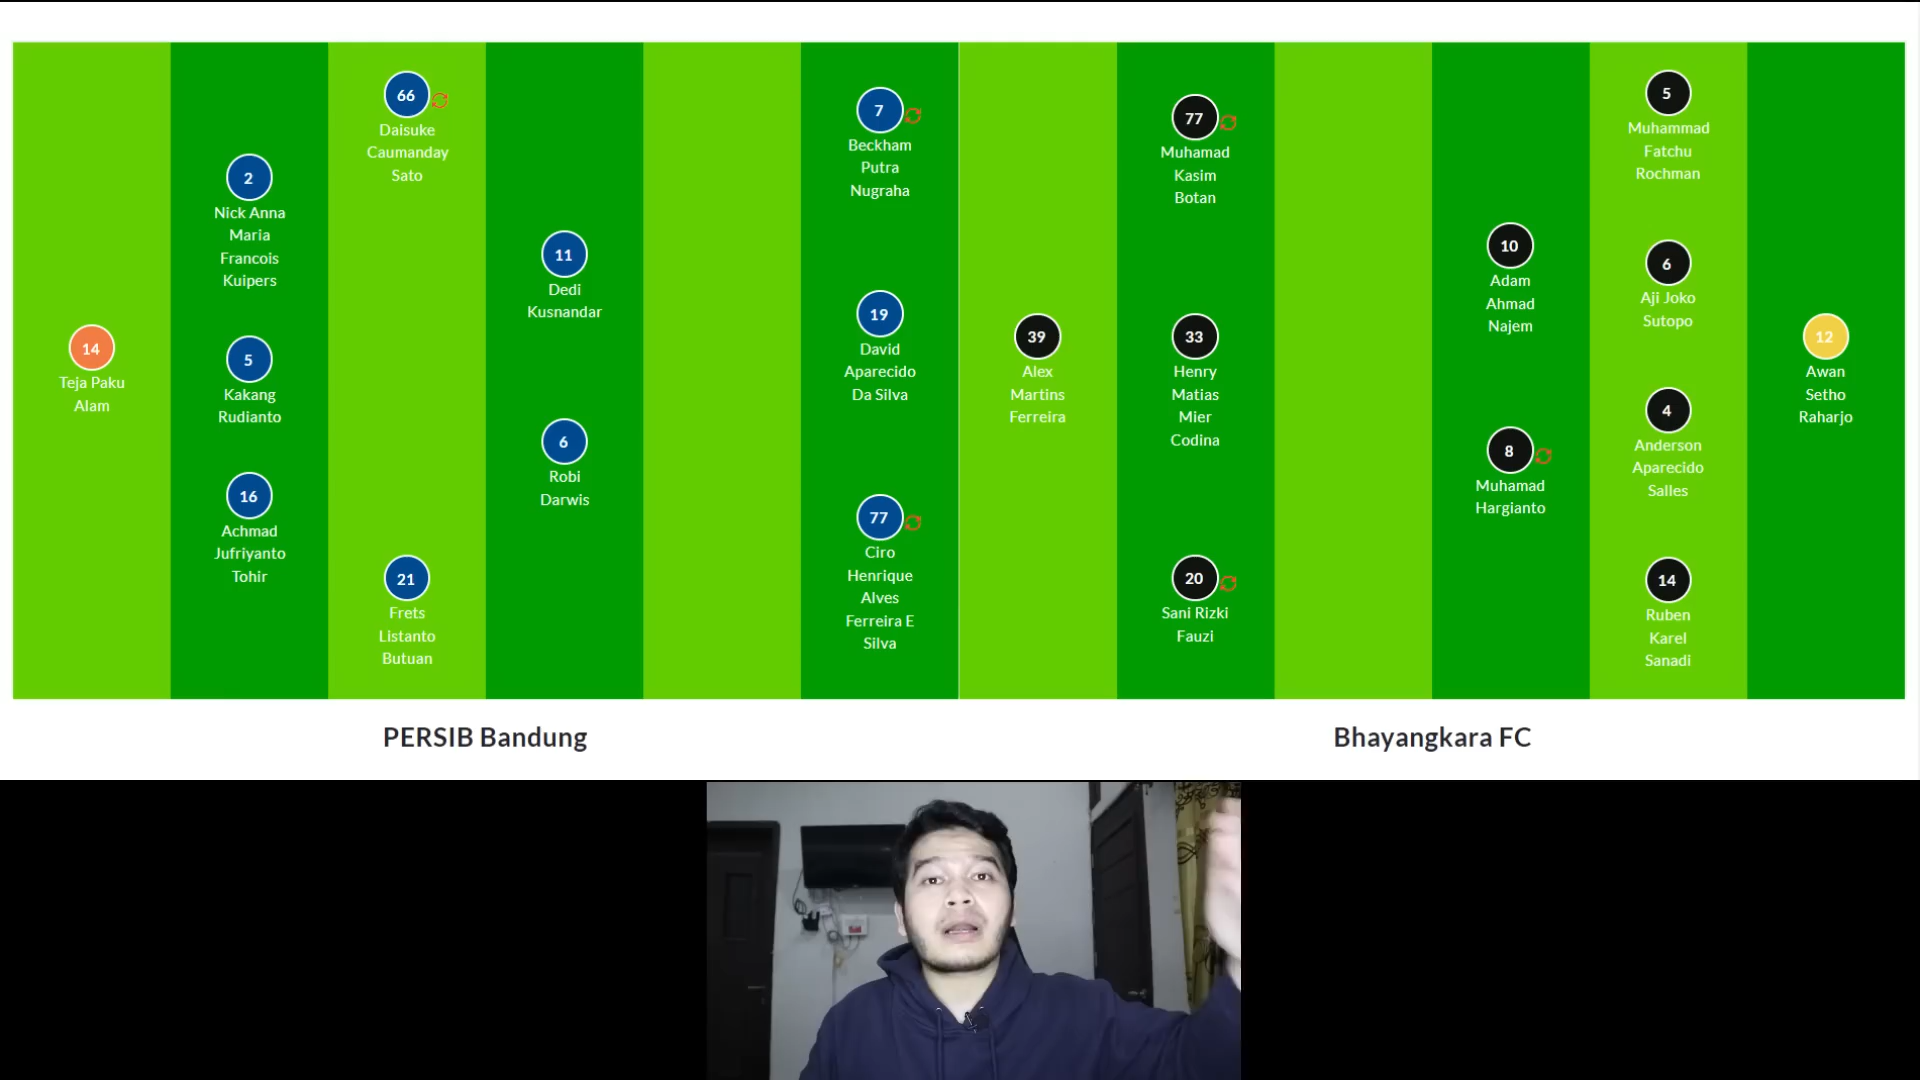 14
Teja Paku
Alam
2
Nick Anna
Maria
Francois
Kuipers
5
Kakang
Rudianto
16
Achmad
Jufriyanto
Tohir
66
Daisuke
Caumanday
Sato
21
Frets
Listanto
Butuan
11
Dedi
Kusnandar
6
Robi
Darwis
7
Beckham
Putra
Nugraha
19
David
Aparecido
Da Silva
77
Ciro
Henrique
Alves
Ferreira E
Silva
39
Alex
Martins
Ferreira
77
Muhamad
Kasim
Botan
33
Henry
Matias
Mier
Codina
20
Sani Rizki
Fauzi
10
Adam
Ahmad
Najem
8
Muhamad
Hargianto
5
Muhammad
Fatchu
Rochman
6
Aji Joko
Sutopo
4
Anderson
Aparecido
Salles
14
Ruben
Karel
Sanadi
12
Awan
Setho
Raharjo
PERSIB Bandung
Bhayangkara FC